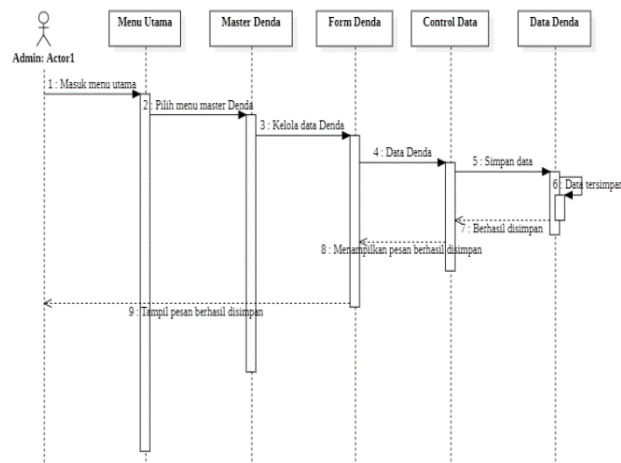 Menu Utama
Master Denda
Form Denda
Control Data
Data Denda
Admin: Actor1
1 : Masuk menu utama
2 : Pilih menu master Denda
3 : Kelola data Denda
4 : Data Denda
5 : Simpan data
6 : Data tersimpan
7 : Berhasil disimpan
8 : Menampilkan pesan berhasil disimpan
9 : Tampil pesan berhasil disimpan